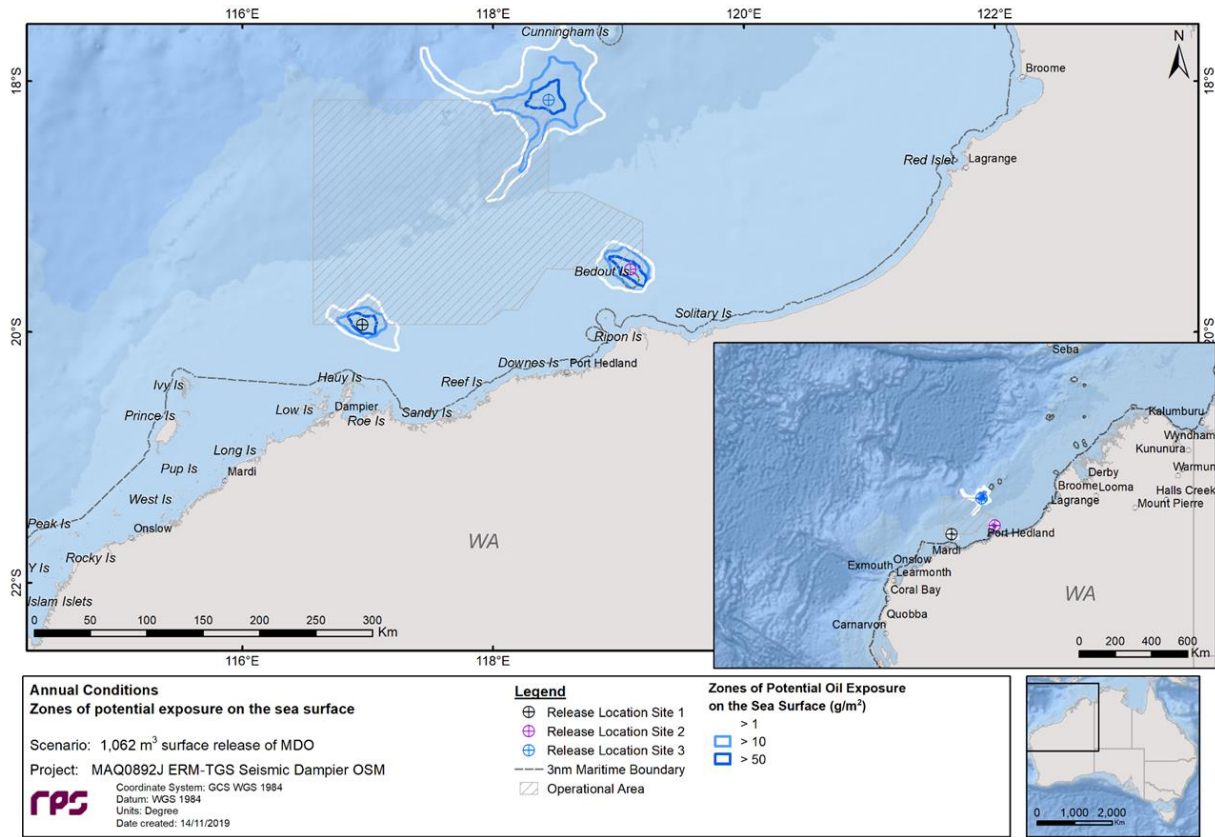 116°E
118°E
120°E
122°E
Cunningham Is
N
18°S
18°S
Broome
Red Islet
Lagrange
Bedout Is
20°S
20°S
Solitary Is
Ripon Is
Downes Is
Port Hedland
Hauy Is
Reef Is
Ivy Is
Low Is
Dampier
Sandy Is
Prince Is
Roe Is
Long Is
Pup Is
Mardi
West Is
Peak Is
Onslow
WA
Rocky Is
22°S
22°S
Y Is
Islam Islets
0 50 100 150 200 250 300
Km
116°E
118°E
Seba
Kalumburu
Wyndham
Kununura
Warmun
Derby
Broome
Looma
Halls Creek
Lagrange
Mount Pierre
Port Hedland
Mardi
Onslow
Exmouth
Learmonth
Coral Bay
WA
Quobba
Carnarvon
0 200 400 600
Km
Annual Conditions
Zones of potential exposure on the sea surface
Scenario: 1,062 m³ surface release of MDO
Project: MAQ0892J ERM-TGS Seismic Dampier OSM
rps
Coordinate System: GCS WGS 1984
Datum: WGS 1984
Units: Degree
Date created: 14/11/2019
Legend
Release Location Site 1
Release Location Site 2
Release Location Site 3
3nm Maritime Boundary
Operational Area
Zones of Potential Oil Exposure
on the Sea Surface (g/m²)
> 1
> 10
> 50
0 1,000 2,000
Km